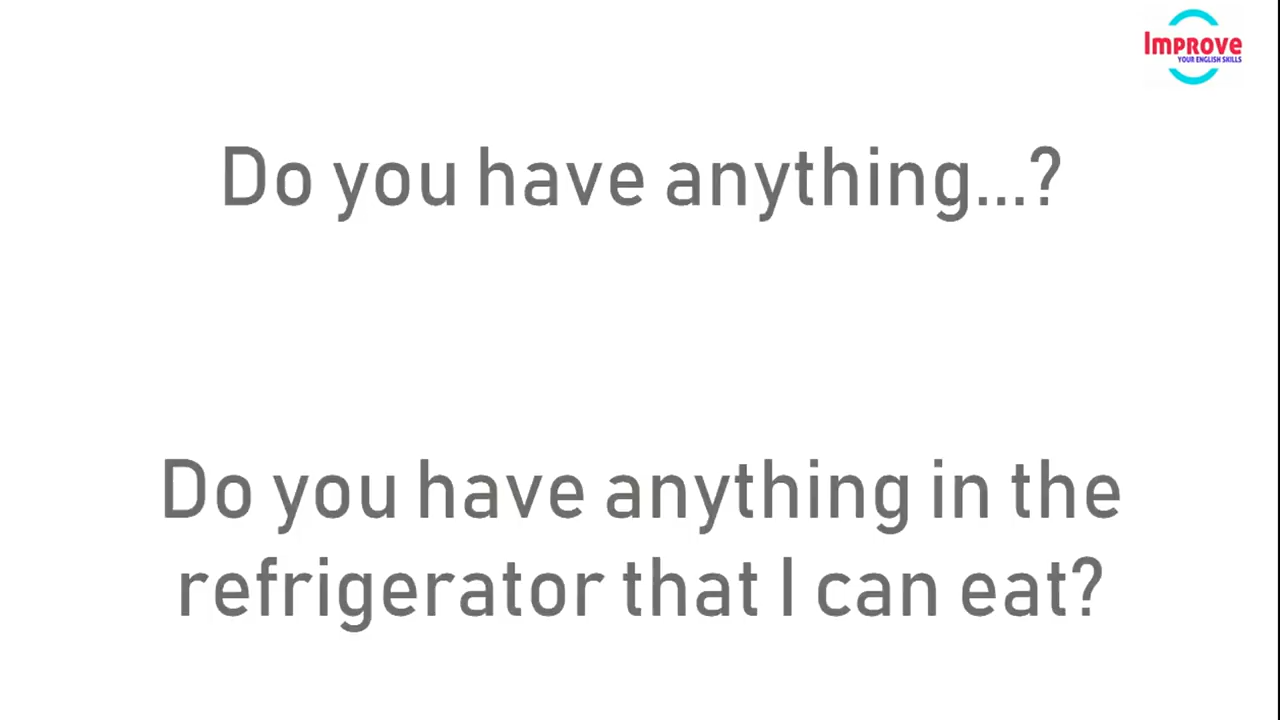 Improve
YOUR ENGLISH SKILLS
Do you have anything...?
Do you have anything in the
refrigerator that I can eat?